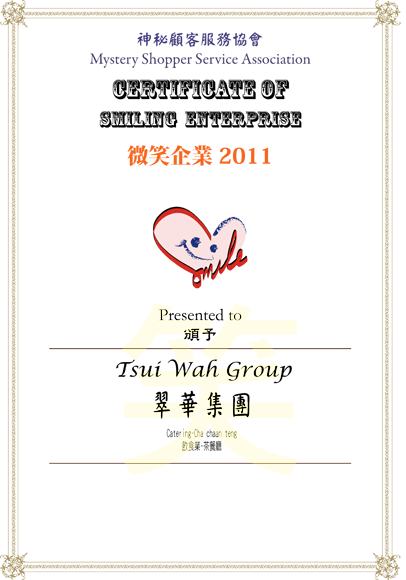 神秘顧客服務協會
Mystery Shopper Service Association
CERTIFICATE OF
SMILING ENTERPRISE
微笑企業 2011
Smile
Presented to
頒予
笑
Tsui Wah Group
翠華集團
Catering-Cha chaan teng
飲食業-茶餐廳